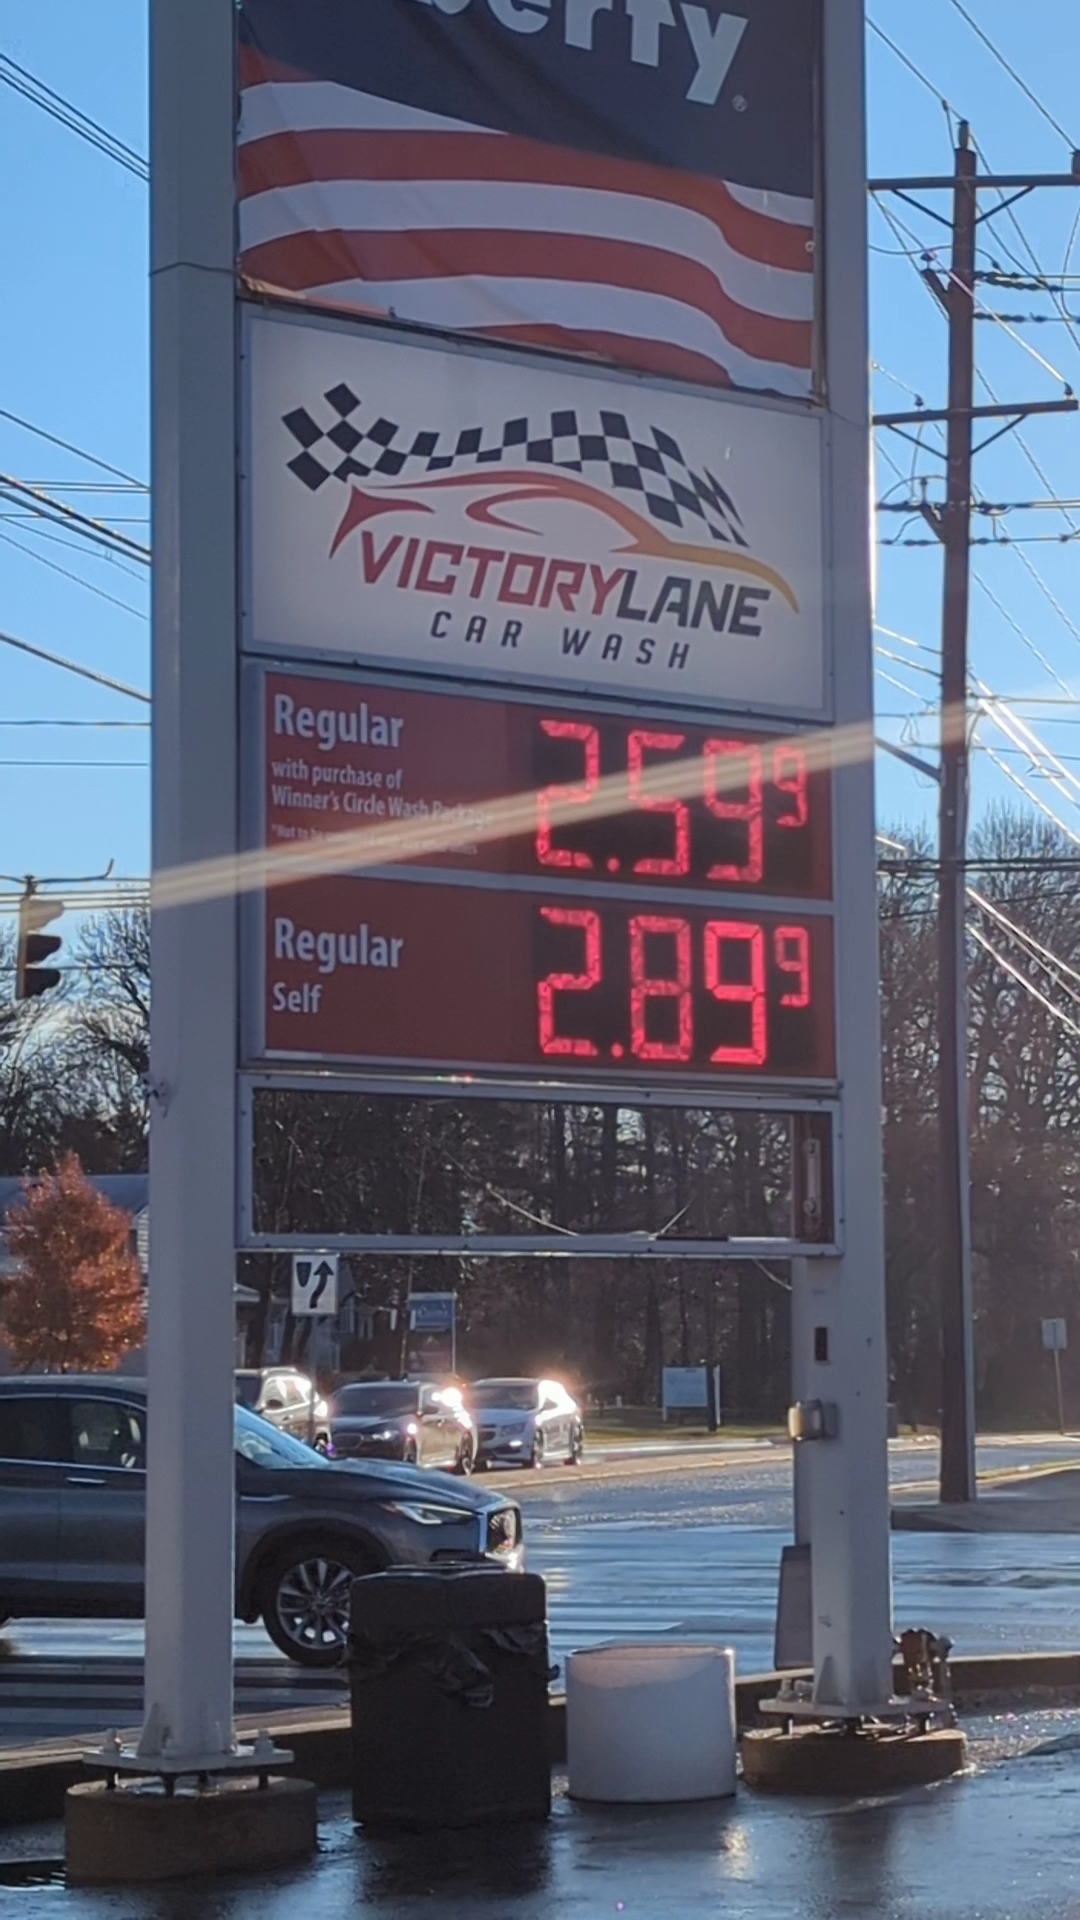 erty®
VICTORYLANE
CAR WASH
Regular
with purchase of
Winner's Circle Wash Package
2.59 9
Regular
Self
2.89 9